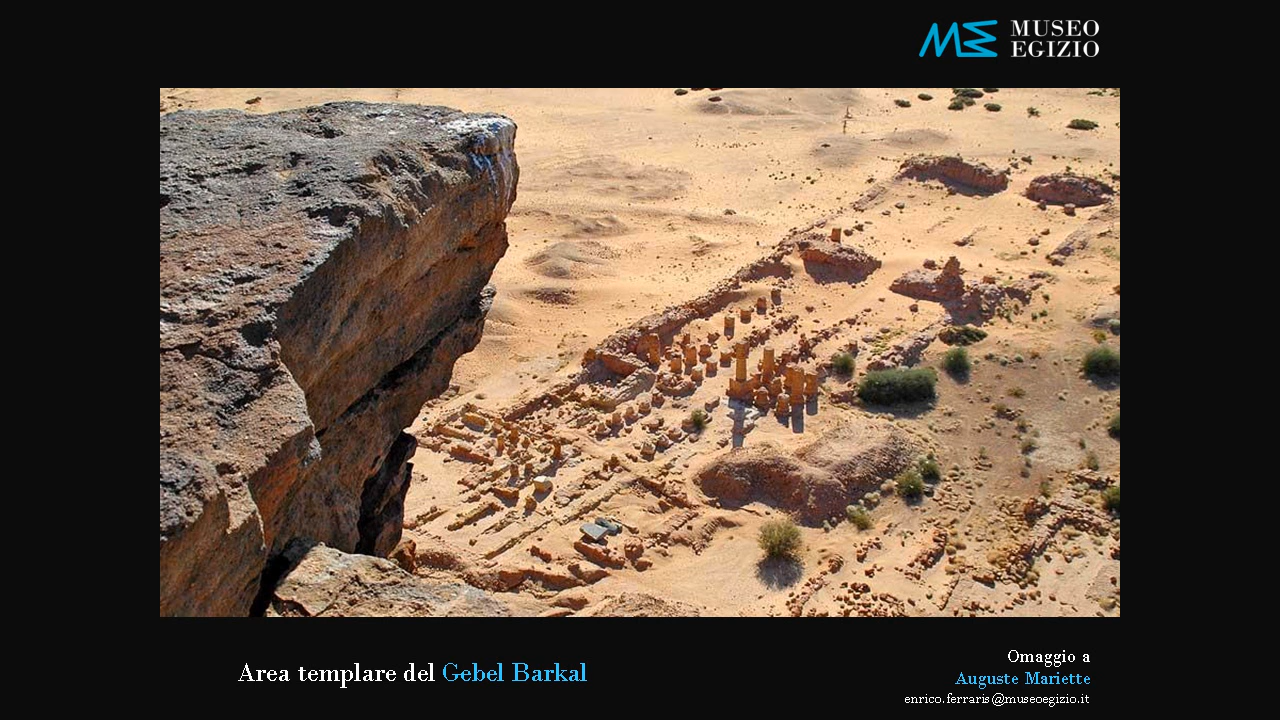 MUSEO
EGIZIO
Area templare del Gebel Barkal
Omaggio a
Auguste Mariette
enrico.ferraris@museoegizio.it